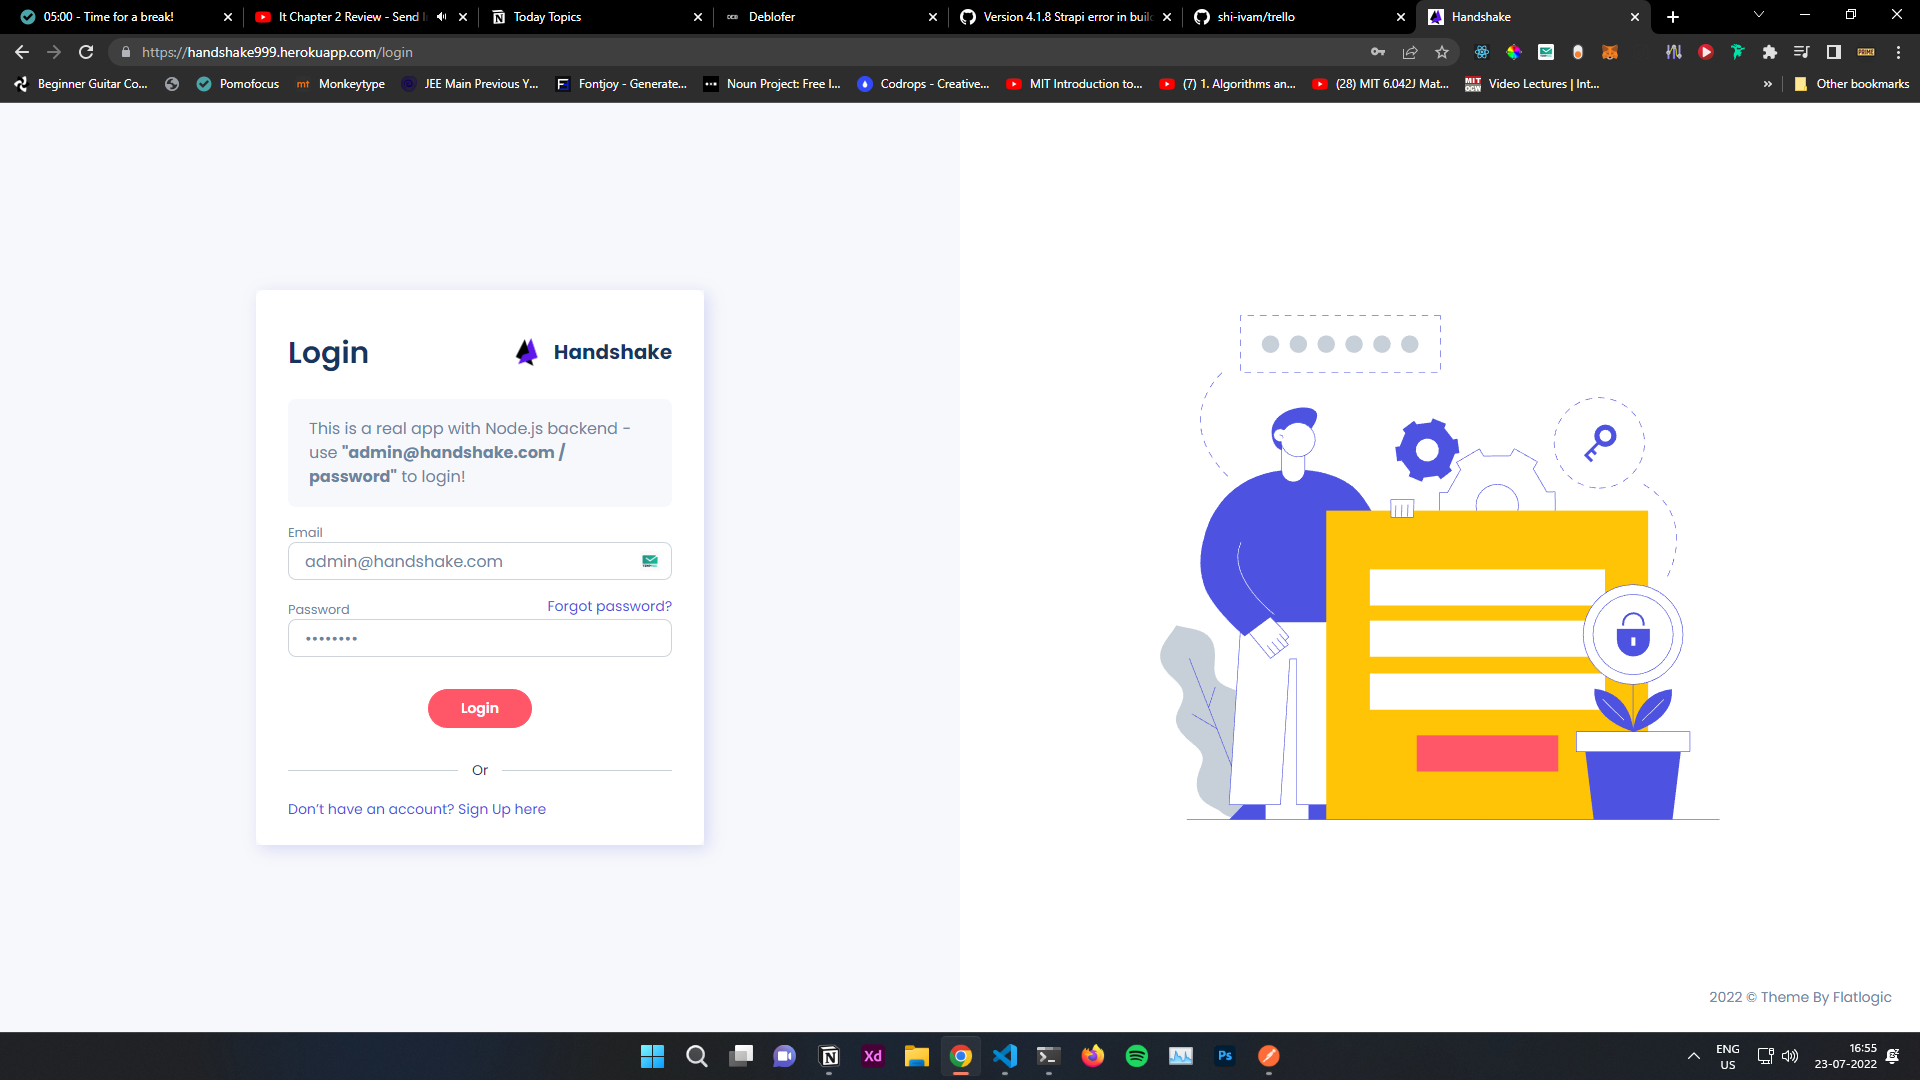 05:00 - Time for a break!
It Chapter 2 Review - Send
Today Topics
Deblofer
Version 4.1.8 Strapi error in
shi-ivam/trello
Handshake
https://handshake999.herokuapp.com/login
Beginner Guitar Co...
Pomofocus
mt
Monkeytype
JEE Main Previous Y...
Fontjoy - Generate...
Noun Project: Free I...
Codrops - Creative...
MIT Introduction to...
(7) 1. Algorithms an...
(28) MIT 6.042J Mat...
MIT
OCW
Video Lectures | Int...
»
Other bookmarks
Login
Handshake
This is a real app with Node.js backend -
use "admin@handshake.com /
password" to login!
Email
admin@handshake.com
Forgot password?
Password
••••••••
Login
Or
Don't have an account? Sign Up here
2022 © Theme By Flatlogic
Xd
Ps
ENG
US
16:55
23-07-2022